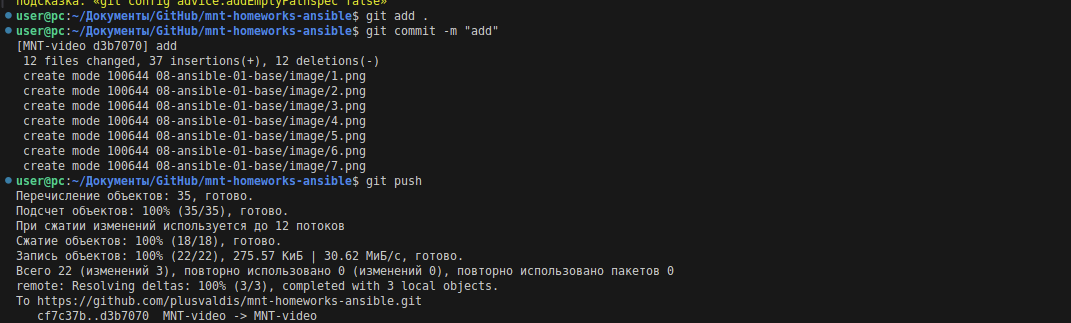 подсказка: «git config advice.addEmptyPathspec false»
user@pc:~/Документы/GitHub/mnt-homeworks-ansible$ git add .
user@pc:~/Документы/GitHub/mnt-homeworks-ansible$ git commit -m "add"
[MNT-video d3b7070] add
 12 files changed, 37 insertions(+), 12 deletions(-)
 create mode 100644 08-ansible-01-base/image/1.png
 create mode 100644 08-ansible-01-base/image/2.png
 create mode 100644 08-ansible-01-base/image/3.png
 create mode 100644 08-ansible-01-base/image/4.png
 create mode 100644 08-ansible-01-base/image/5.png
 create mode 100644 08-ansible-01-base/image/6.png
 create mode 100644 08-ansible-01-base/image/7.png
user@pc:~/Документы/GitHub/mnt-homeworks-ansible$ git push
Перечисление объектов: 35, готово.
Подсчет объектов: 100% (35/35), готово.
При сжатии изменений используется до 12 потоков
Сжатие объектов: 100% (18/18), готово.
Запись объектов: 100% (22/22), 275.57 КиБ | 30.62 МиБ/с, готово.
Всего 22 (изменений 3), повторно использовано 0 (изменений 0), повторно использовано пакетов 0
remote: Resolving deltas: 100% (3/3), completed with 3 local objects.
To https://github.com/plusvaldis/mnt-homeworks-ansible.git
   cf7c37b..d3b7070  MNT-video -> MNT-video